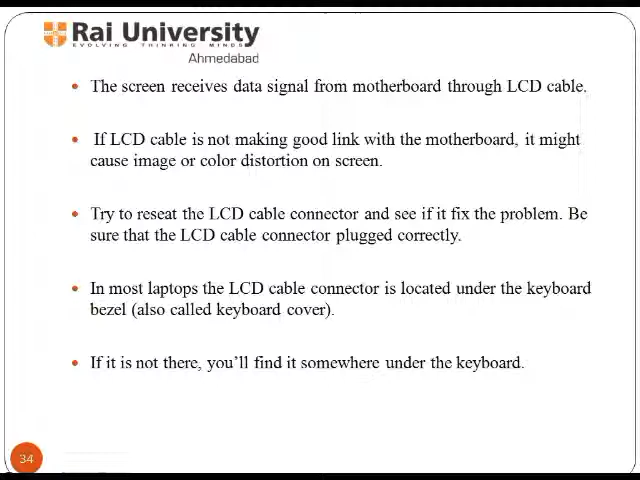 Rai University
EVOLVING THINKING MINDS
Ahmedabad
• The screen receives data signal from motherboard through LCD cable.
• If LCD cable is not making good link with the motherboard, it might
cause image or color distortion on screen.
• Try to reseat the LCD cable connector and see if it fix the problem. Be
sure that the LCD cable connector plugged correctly.
• In most laptops the LCD cable connector is located under the keyboard
bezel (also called keyboard cover).
• If it is not there, you’ll find it somewhere under the keyboard.
34